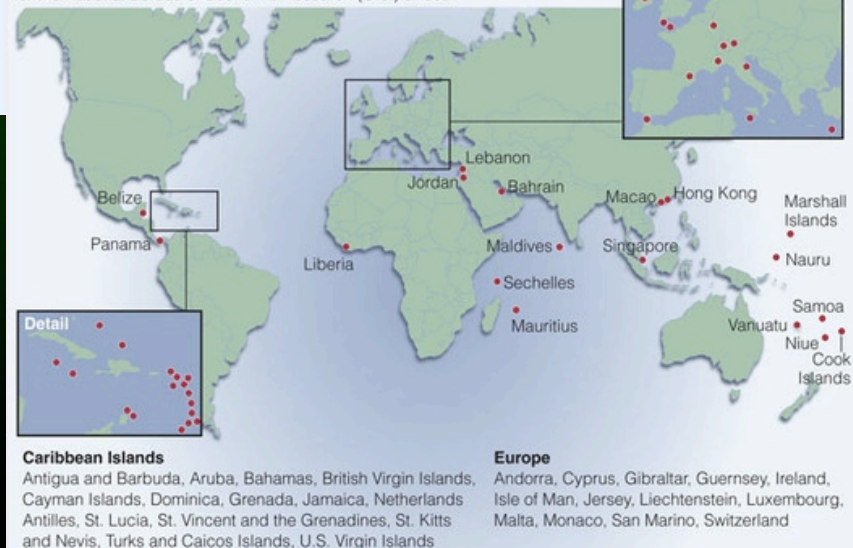 Lebanon
Jordan
Bahrain
Belize
Macao
Hong Kong
Marshall
Islands
Panama
Maldives
Singapore
Nauru
Liberia
Sechelles
Samoa
Mauritius
Vanuatu
Niue
Cook
Islands
Detail
Caribbean Islands
Antigua and Barbuda, Aruba, Bahamas, British Virgin Islands,
Cayman Islands, Dominica, Grenada, Jamaica, Netherlands
Antilles, St. Lucia, St. Vincent and the Grenadines, St. Kitts
and Nevis, Turks and Caicos Islands, U.S. Virgin Islands
Europe
Andorra, Cyprus, Gibraltar, Guernsey, Ireland,
Isle of Man, Jersey, Liechtenstein, Luxembourg,
Malta, Monaco, San Marino, Switzerland